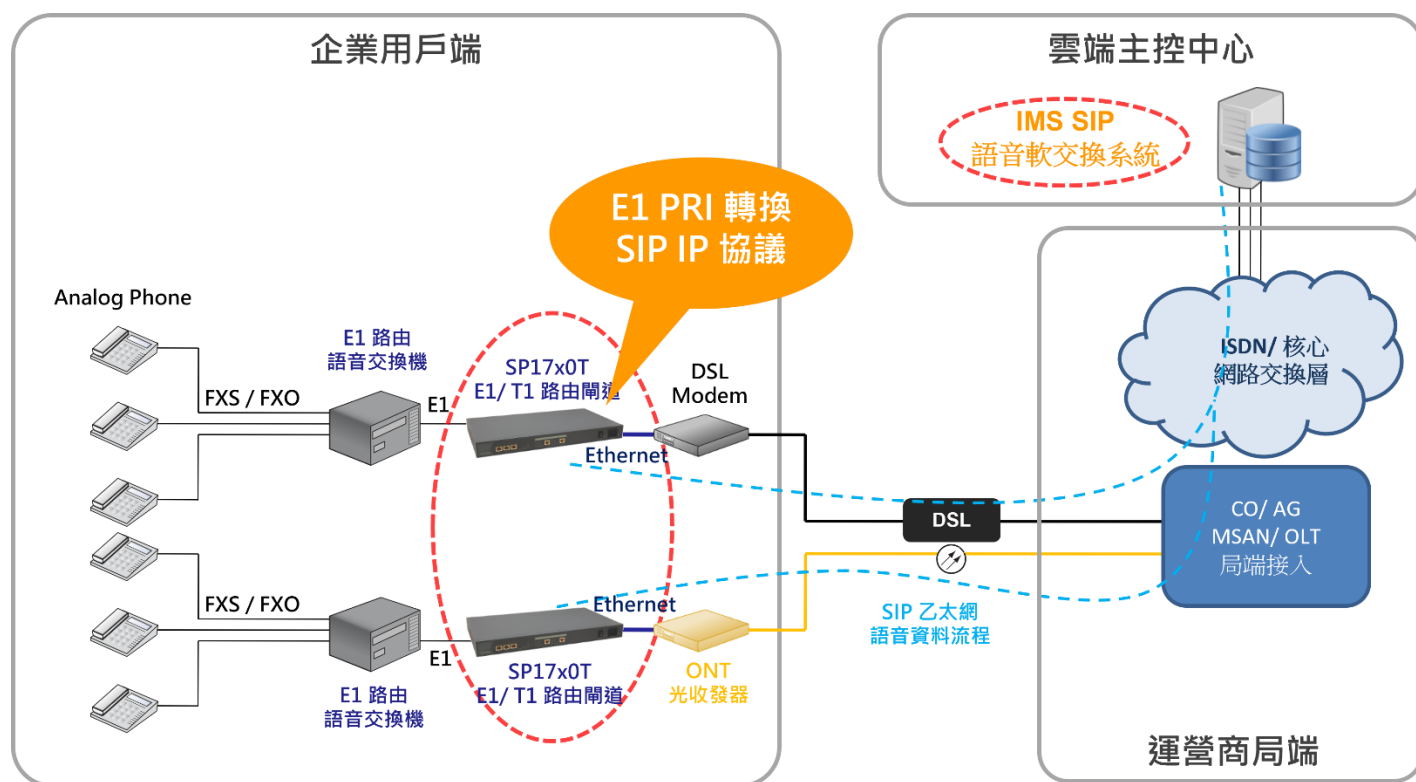 企業用戶端
雲端主控中心
IMS SIP
語音軟交換系統
E1 PRI 轉換
SIP IP 協議
Analog Phone
E1 路由
語音交換機
SP17x0T
E1/ T1 路由閘道
DSL
Modem
ISDN/ 核心
網路交換層
FXS / FXO
E1
Ethernet
DSL
CO/ AG
MSAN/ OLT
局端接入
FXS / FXO
E1
Ethernet
SIP 乙太網
語音資料流程
E1 路由
語音交換機
SP17x0T
E1/ T1 路由閘道
ONT
光收發器
運營商局端